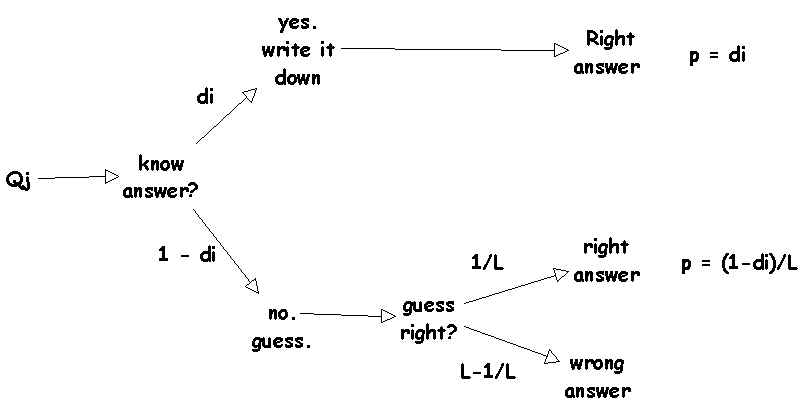 yes.
write it
down
Right
answer
p = di
di
Qj
know
answer?
1 - di
no.
guess.
guess
right?
1/L
right
answer
p = (1-di)/L
L-1/L
wrong
answer